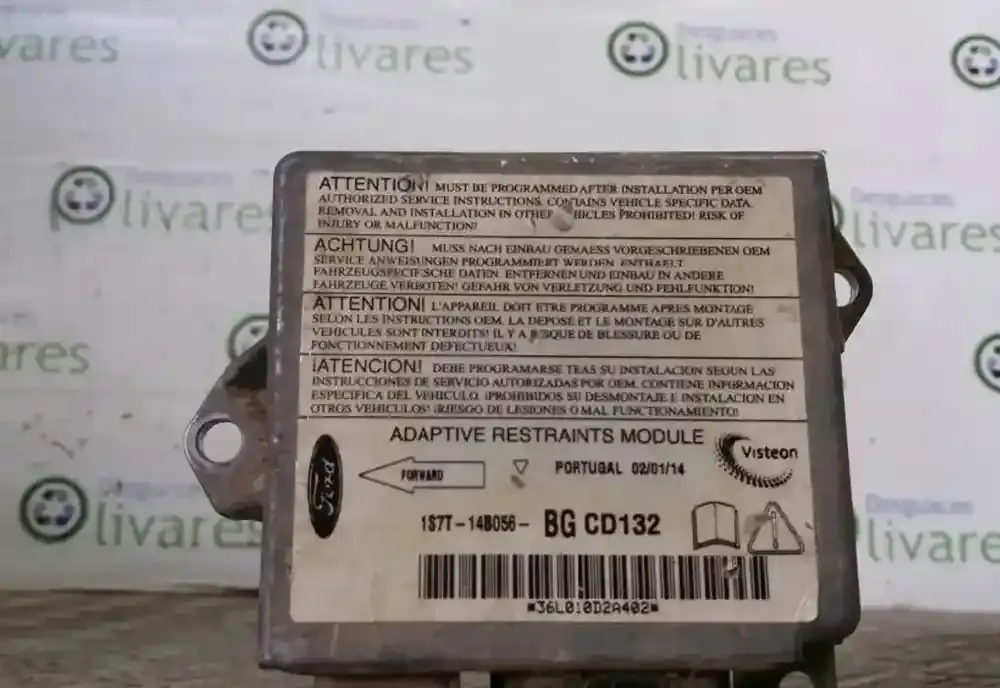 Desguaces
livares
Desguaces
livares
Desguaces
livares
livares
livares
livares
livares
livares
ATTENTION! MUST BE PROGRAMMED AFTER INSTALLATION PER OEM
AUTHORIZED SERVICE INSTRUCTIONS. CONTAINS VEHICLE SPECIFIC DATA.
REMOVAL AND INSTALLATION IN OTHER VEHICLES PROHIBITED! RISK OF
INJURY OR MALFUNCTION!
ACHTUNG! MUSS NACH EINBAU GEMAESS VORGESCHRIEBENEN OEM
SERVICE ANWEISUNGEN PROGRAMMIERT WERDEN. ENTHAELT
FAHRZEUGSPECIFISCHE DATEN. ENTFERNEN UND EINBAU IN ANDERE
FAHRZEUGE VERBOTEN! GEFAHR VON VERLETZUNG UND FEHLFUNKTION!
ATTENTION! L'APPAREIL DOIT ETRE PROGRAMME APRES MONTAGE
SELON LES INSTRUCTIONS OEM. LA DEPOSE ET LE MONTAGE SUR D'AUTRES
VEHICULES SONT INTERDITS! IL Y A RISQUE DE BLESSURE OU DE
FONCTIONNEMENT DEFECTUEUX!
¡ATENCION! DEBE PROGRAMARSE TRAS SU INSTALACION SEGUN LAS
INSTRUCCIONES DE SERVICIO AUTORIZADAS POR OEM. CONTIENE INFORMACION
ESPECIFICA DEL VEHICULO. ¡PROHIBIDOS SU DESMONTAJE E INSTALACION EN
OTROS VEHICULOS! ¡RIESGO DE LESIONES O MAL FUNCIONAMIENTO!
ADAPTIVE RESTRAINTS MODULE
Visteon
Ford
FORWARD
PORTUGAL 02/01/14
1S7T-14B056- BG CD132
*36L010D2A402*